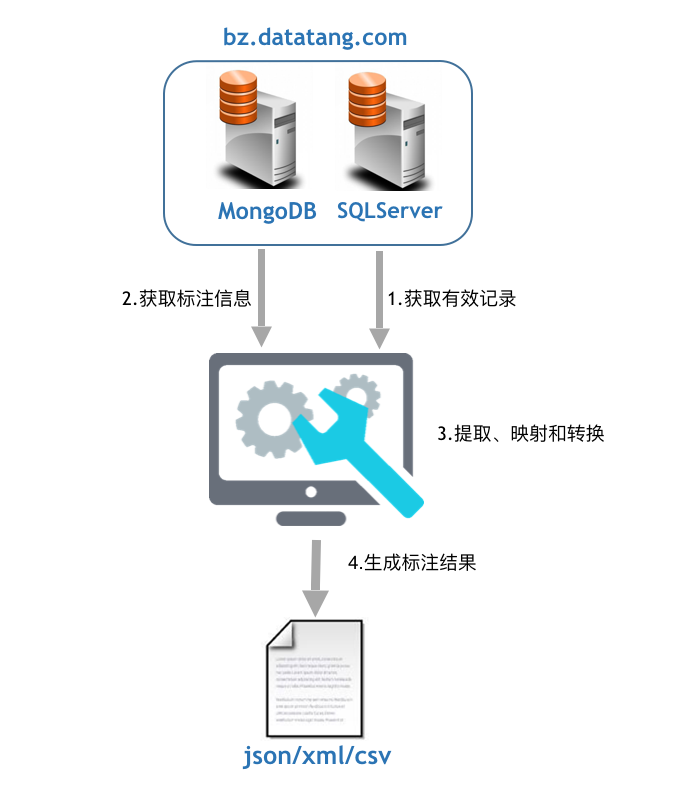 bz.datatang.com
MongoDB SQLServer
2.获取标注信息 1.获取有效记录
3.提取、映射和转换
4.生成标注结果
json/xml/csv